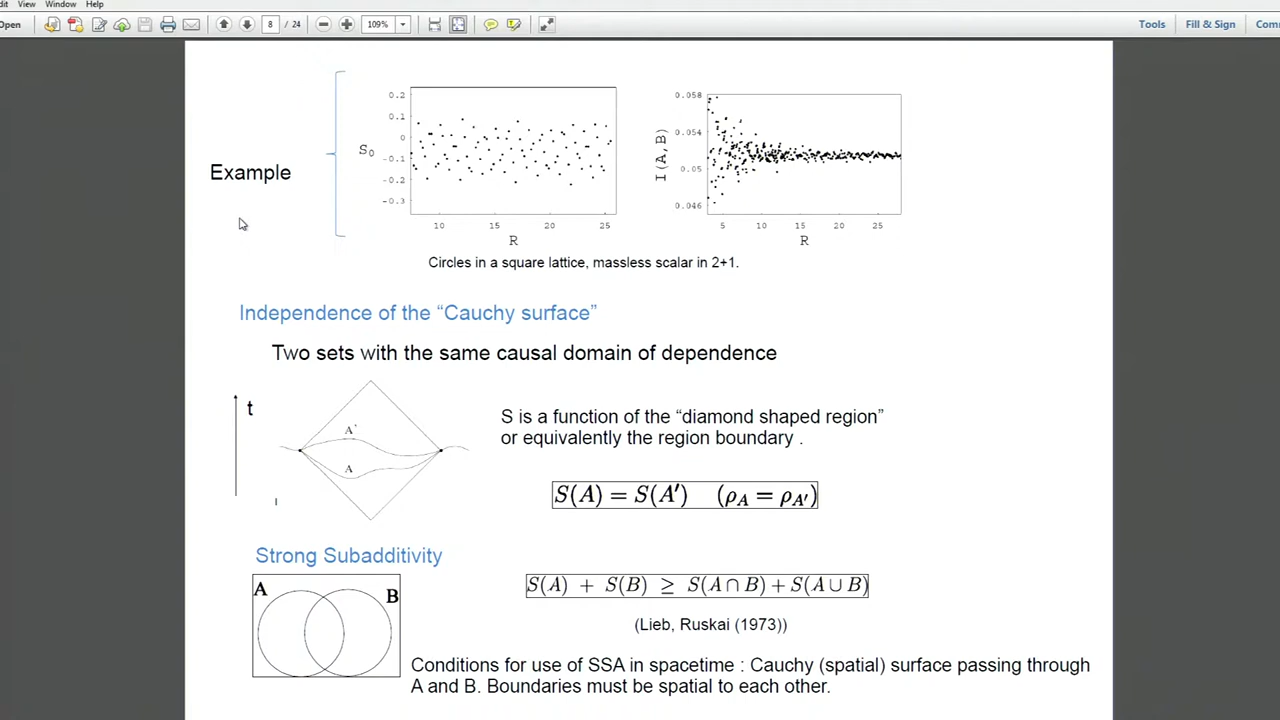 dit View Window Help
Open 8 / 24 109% Tools Fill & Sign Comm
Example
0.2
0.1
0
-0.1
-0.2
-0.3
S0
10 15 20 25
R
0.058
0.054
0.05
0.046
I(A,B)
5 10 15 20 25
R
Circles in a square lattice, massless scalar in 2+1.
Independence of the “Cauchy surface”
Two sets with the same causal domain of dependence
t
A'
A
S is a function of the “diamond shaped region”
or equivalently the region boundary .
S(A) = S(A′) (ρA = ρA′)
Strong Subadditivity
A B
S(A) + S(B) ≥ S(A∩B) + S(A∪B)
(Lieb, Ruskai (1973))
Conditions for use of SSA in spacetime : Cauchy (spatial) surface passing through
A and B. Boundaries must be spatial to each other.